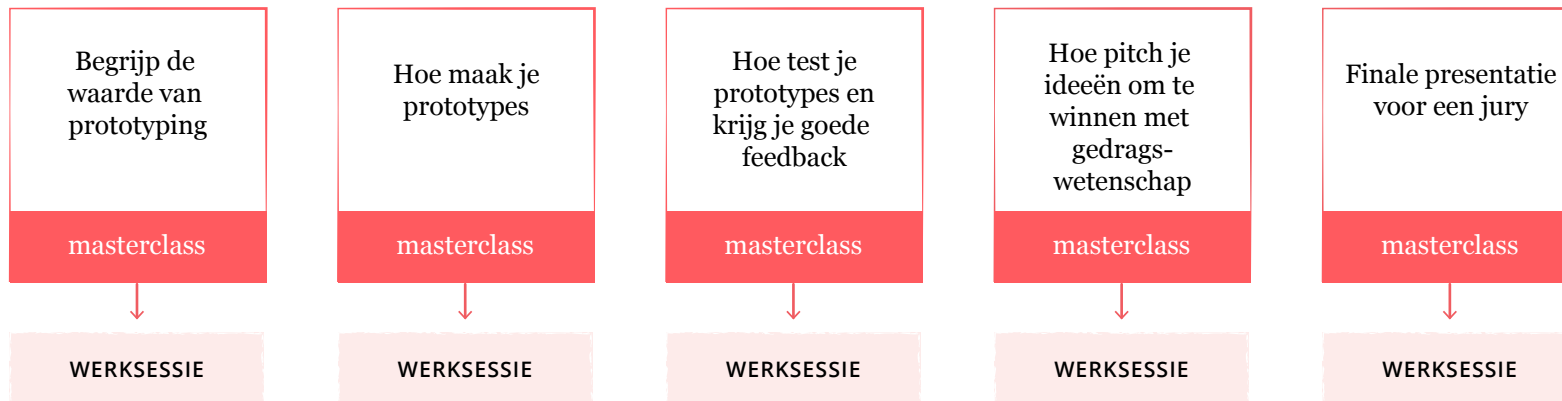 Begrijp de
waarde van
prototyping
masterclass
WERKSESSIE
Hoe maak je
prototypes
masterclass
WERKSESSIE
Hoe test je
prototypes en
krijg je goede
feedback
masterclass
WERKSESSIE
Hoe pitch je
ideeën om te
winnen met
gedrags-
wetenschap
masterclass
WERKSESSIE
Finale presentatie
voor een jury
masterclass
WERKSESSIE